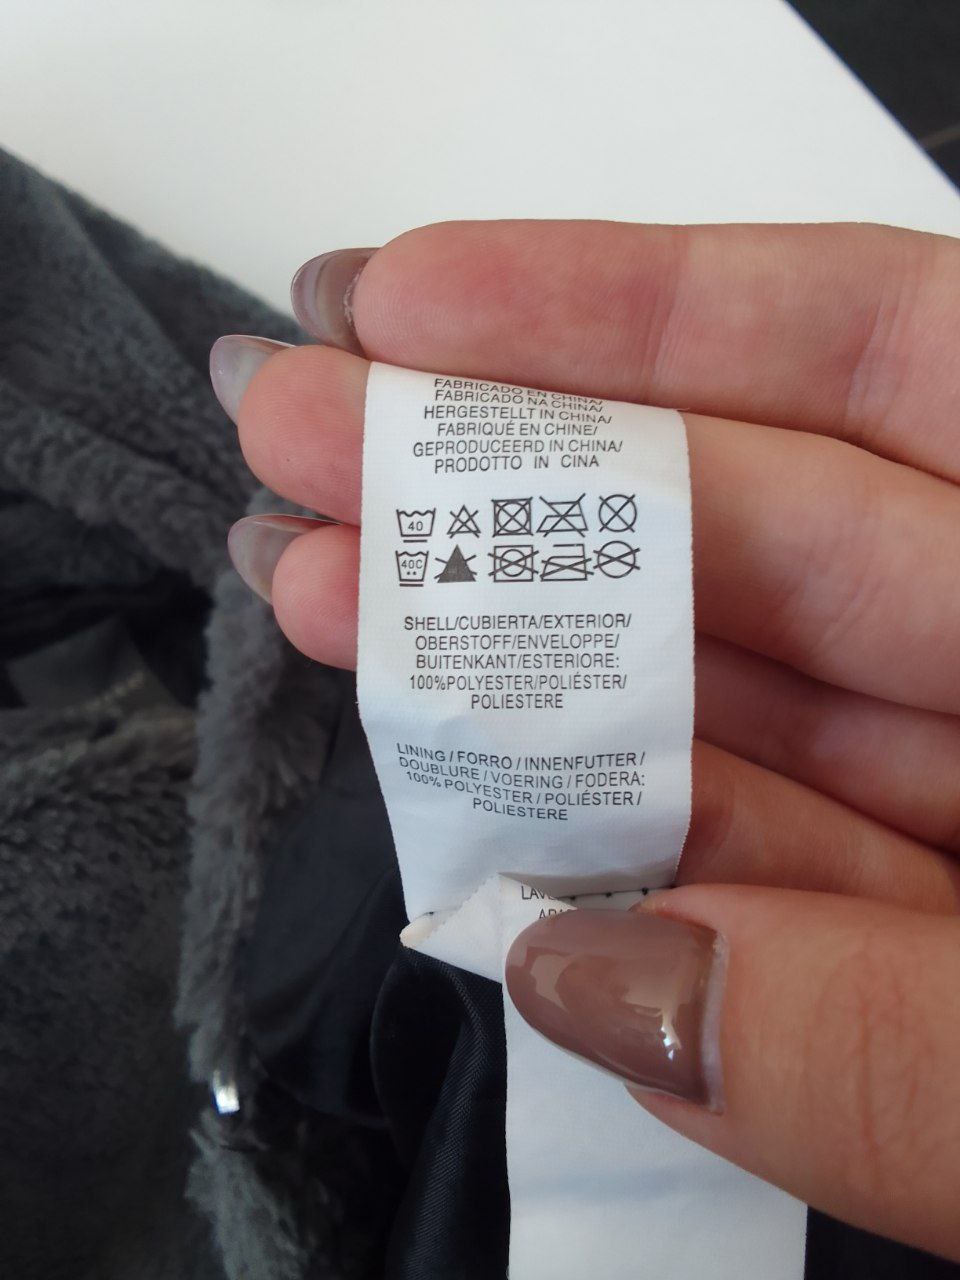 FABRICADO EN CHINA/
FABRICADO NA CHINA/
HERGESTELLT IN CHINA/
FABRIQUÉ EN CHINE/
GEPRODUCEERD IN CHINA/
PRODOTTO IN CINA
40
40C
SHELL/CUBIERTA/EXTERIOR/
OBERSTOFF/ENVELOPPE/
BUITENKANT/ESTERIORE:
100%POLYESTER/POLIÉSTER/
POLIESTERE
LINING / FORRO / INNENFUTTER /
DOUBLURE / VOERING / FODERA:
100% POLYESTER / POLIÉSTER /
POLIESTERE